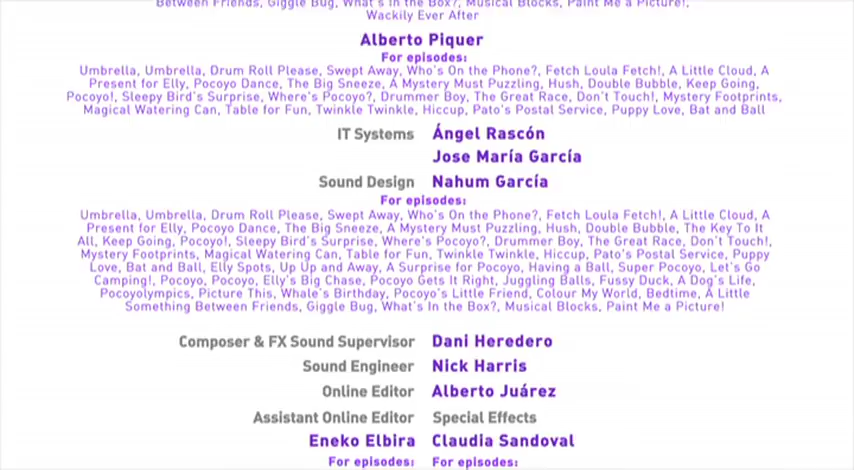 Between Friends, Giggle Bug, What's In the Box?, Musical Blocks, Paint Me a Picture!,
Wackily Ever After
Alberto Piquer
For episodes:
Umbrella, Umbrella, Drum Roll Please, Swept Away, Who's On the Phone?, Fetch Loula Fetch!, A Little Cloud, A
Present for Elly, Pocoyo Dance, The Big Sneeze, A Mystery Must Puzzling, Hush, Double Bubble, Keep Going,
Pocoyo!, Sleepy Bird's Surprise, Where's Pocoyo?, Drummer Boy, The Great Race, Don't Touch!, Mystery Footprints,
Magical Watering Can, Table for Fun, Twinkle Twinkle, Hiccup, Pato's Postal Service, Puppy Love, Bat and Ball
IT Systems Ángel Rascón
Jose María García
Sound Design Nahum García
For episodes:
Umbrella, Umbrella, Drum Roll Please, Swept Away, Who's On the Phone?, Fetch Loula Fetch!, A Little Cloud, A
Present for Elly, Pocoyo Dance, The Big Sneeze, A Mystery Must Puzzling, Hush, Double Bubble, The Key To It
All, Keep Going, Pocoyo!, Sleepy Bird's Surprise, Where's Pocoyo?, Drummer Boy, The Great Race, Don't Touch!,
Mystery Footprints, Magical Watering Can, Table for Fun, Twinkle Twinkle, Hiccup, Pato's Postal Service, Puppy
Love, Bat and Ball, Elly Spots, Up Up and Away, A Surprise for Pocoyo, Having a Ball, Super Pocoyo, Let's Go
Camping!, Pocoyo, Pocoyo, Elly's Big Chase, Pocoyo Gets It Right, Juggling Balls, Fussy Duck, A Dog's Life,
Pocoyolympics, Picture This, Whale's Birthday, Pocoyo's Little Friend, Colour My World, Bedtime, A Little
Something Between Friends, Giggle Bug, What's In the Box?, Musical Blocks, Paint Me a Picture!
Composer & FX Sound Supervisor Dani Heredero
Sound Engineer Nick Harris
Online Editor Alberto Juárez
Assistant Online Editor Special Effects
Eneko Elbira Claudia Sandoval
For episodes: For episodes: